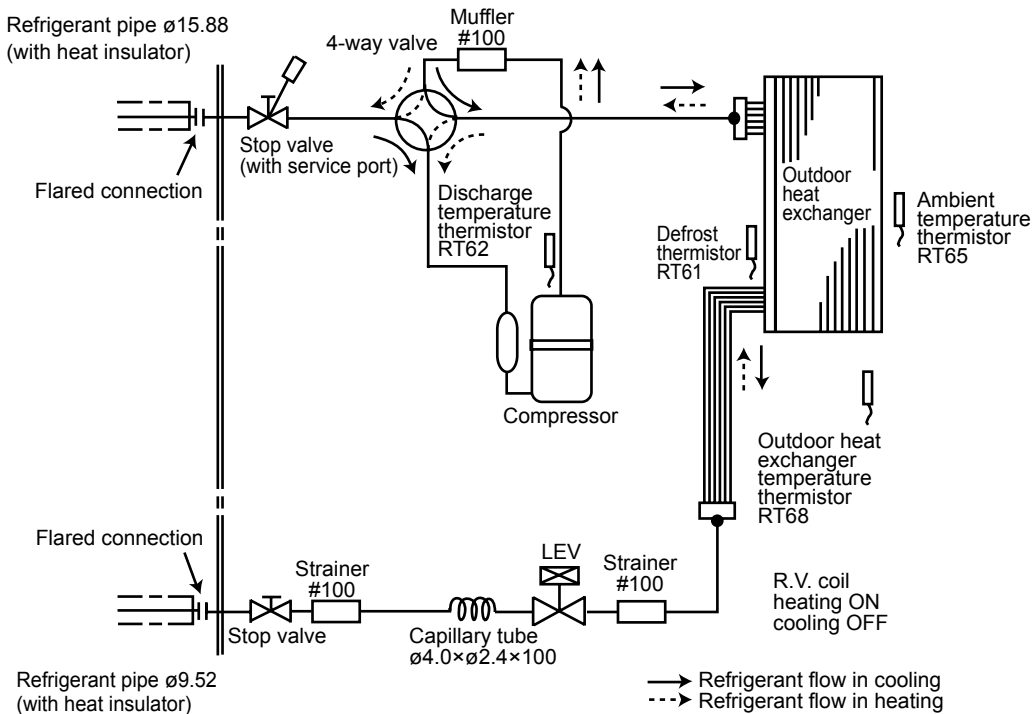 Refrigerant pipe ø15.88
(with heat insulator)
Muffler
#100
4-way valve
Stop valve
(with service port)
Flared connection
Discharge
temperature
thermistor
RT62
Outdoor
heat
exchanger
Ambient
temperature
thermistor
RT65
Defrost
thermistor
RT61
Compressor
Outdoor heat
exchanger
temperature
thermistor
RT68
Flared connection
Strainer
#100
LEV
Strainer
#100
R.V. coil
heating ON
cooling OFF
Stop valve
Capillary tube
ø4.0×ø2.4×100
Refrigerant pipe ø9.52
(with heat insulator)
Refrigerant flow in cooling
Refrigerant flow in heating